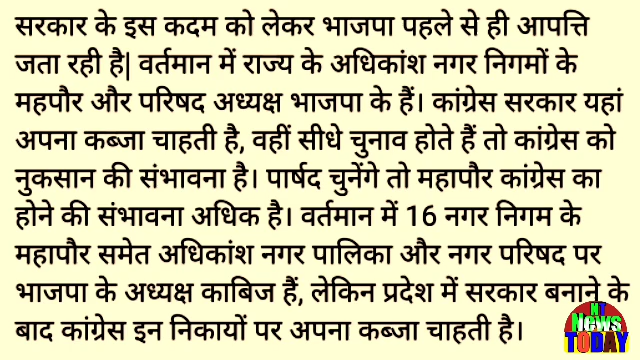 सरकार के इस कदम को लेकर भाजपा पहले से ही आपत्ति
जता रही है| वर्तमान में राज्य के अधिकांश नगर निगमों के
महपौर और परिषद अध्यक्ष भाजपा के हैं। कांग्रेस सरकार यहां
अपना कब्जा चाहती है, वहीं सीधे चुनाव होते हैं तो कांग्रेस को
नुकसान की संभावना है। पार्षद चुनेंगे तो महापौर कांग्रेस का
होने की संभावना अधिक है। वर्तमान में 16 नगर निगम के
महापौर समेत अधिकांश नगर पालिका और नगर परिषद पर
भाजपा के अध्यक्ष काबिज हैं, लेकिन प्रदेश में सरकार बनाने के
बाद कांग्रेस इन निकायों पर अपना कब्जा चाहती है।
NT
News
TODAY